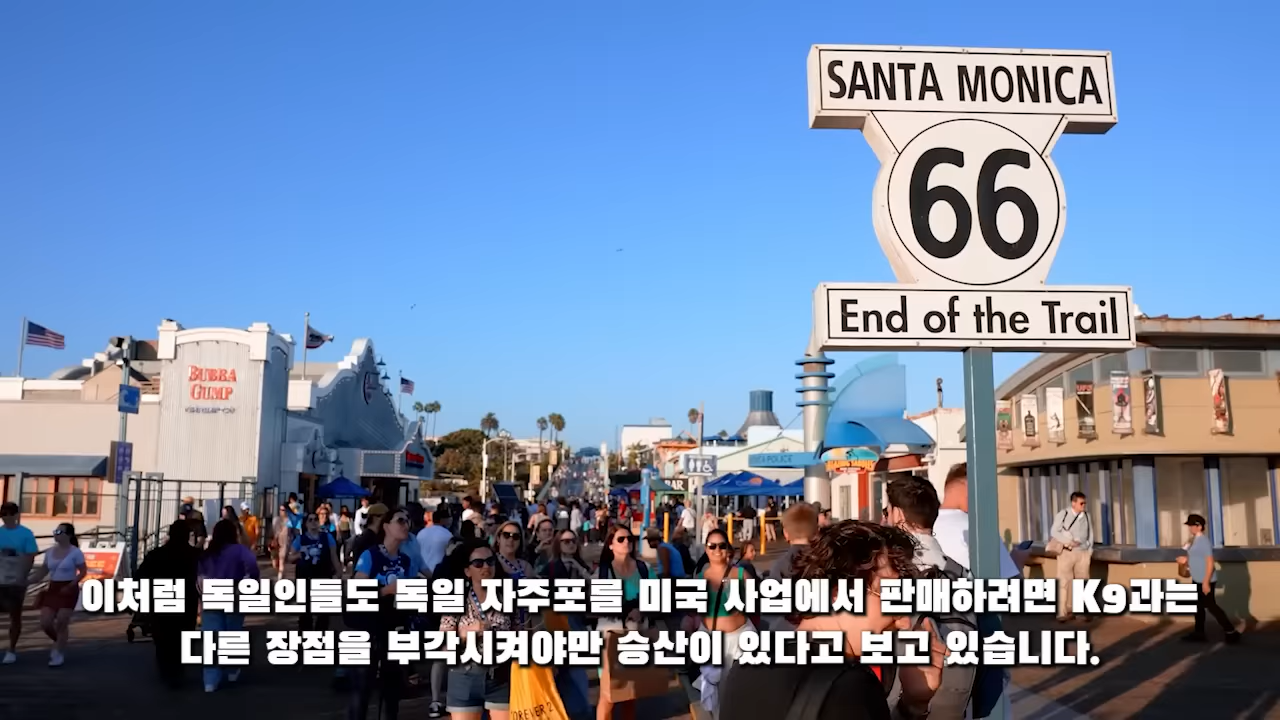 SANTA MONICA
66
End of the Trail
BUBBA
GUMP
POLICE
FOREVER 2
이처럼 독일인들도 독일 자주포를 미국 사업에서 판매하려면 K9과는
다른 장점을 부각시켜야만 승산이 있다고 보고 있습니다.